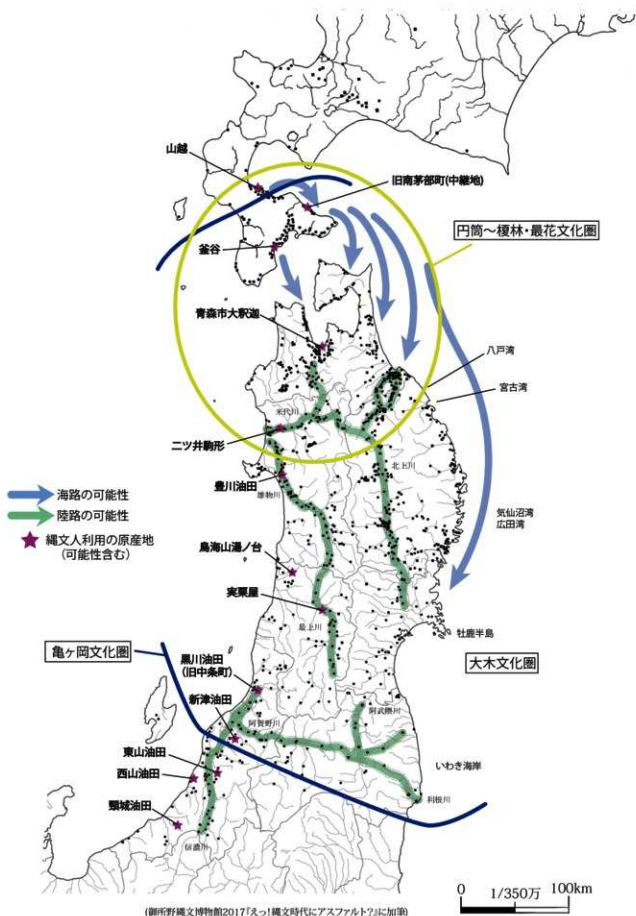 山越
旧南茅部町(中継地)
釜谷
円筒～榎林・最花文化圏
青森市大釈迦
八戸湾
宮古湾
米代川
二ツ井駒形
北上川
豊川油田
雄物川
海路の可能性
陸路の可能性
縄文人利用の原産地
(可能性含む)
気仙沼湾
広田湾
鳥海山湯ノ台
実栗屋
最上川
牡鹿半島
亀ヶ岡文化圏
黒川油田
(旧中条町)
大木文化圏
新津油田
阿武隈川
阿賀野川
東山油田
いわき海岸
西山油田
利根川
頸城油田
信濃川
0 1/350万 100km
(御所野縄文博物館2017『えっ!縄文時代にアスファルト?』に加筆)